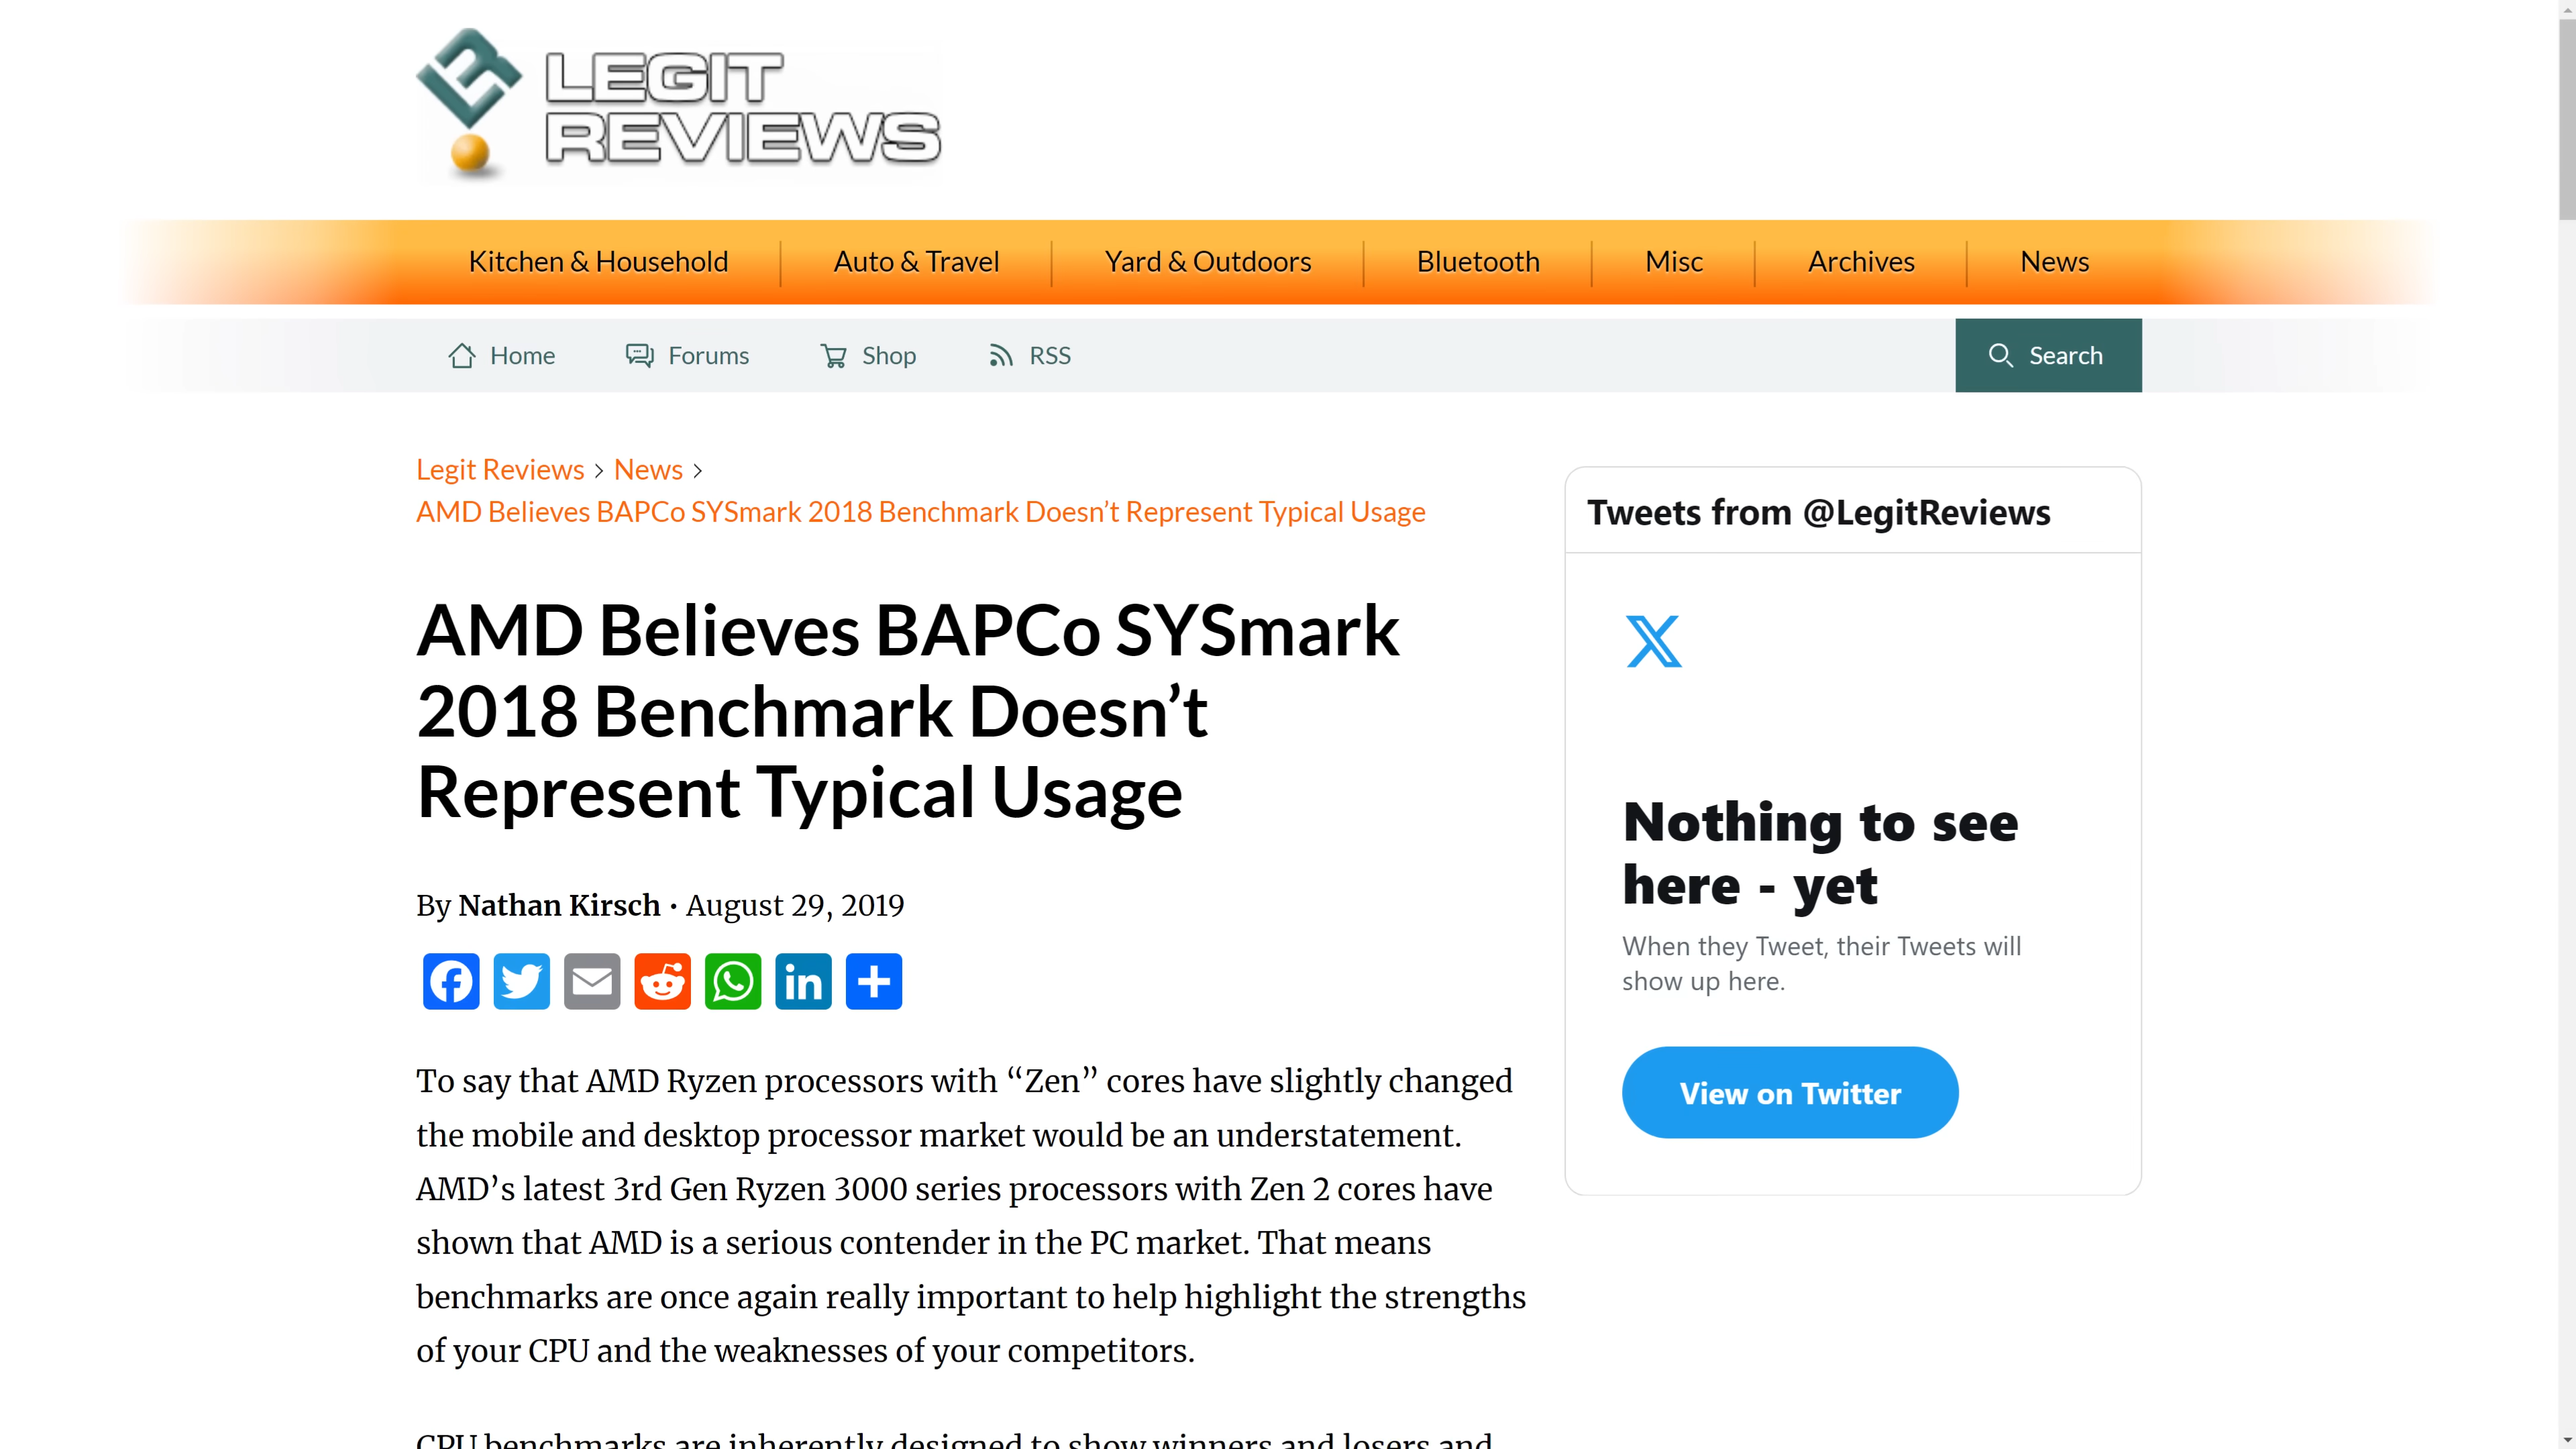 LEGIT
REVIEWS
Kitchen & Household
Auto & Travel
Yard & Outdoors
Bluetooth
Misc
Archives
News
Home
Forums
Shop
RSS
Search
Legit Reviews > News >
AMD Believes BAPCo SYSmark 2018 Benchmark Doesn’t Represent Typical Usage
AMD Believes BAPCo SYSmark
2018 Benchmark Doesn’t
Represent Typical Usage
By Nathan Kirsch • August 29, 2019
To say that AMD Ryzen processors with “Zen” cores have slightly changed
the mobile and desktop processor market would be an understatement.
AMD’s latest 3rd Gen Ryzen 3000 series processors with Zen 2 cores have
shown that AMD is a serious contender in the PC market. That means
benchmarks are once again really important to help highlight the strengths
of your CPU and the weaknesses of your competitors.
CPU benchmarks are inherently designed to show winners and losers and
Tweets from @LegitReviews
Nothing to see
here - yet
When they Tweet, their Tweets will
show up here.
View on Twitter